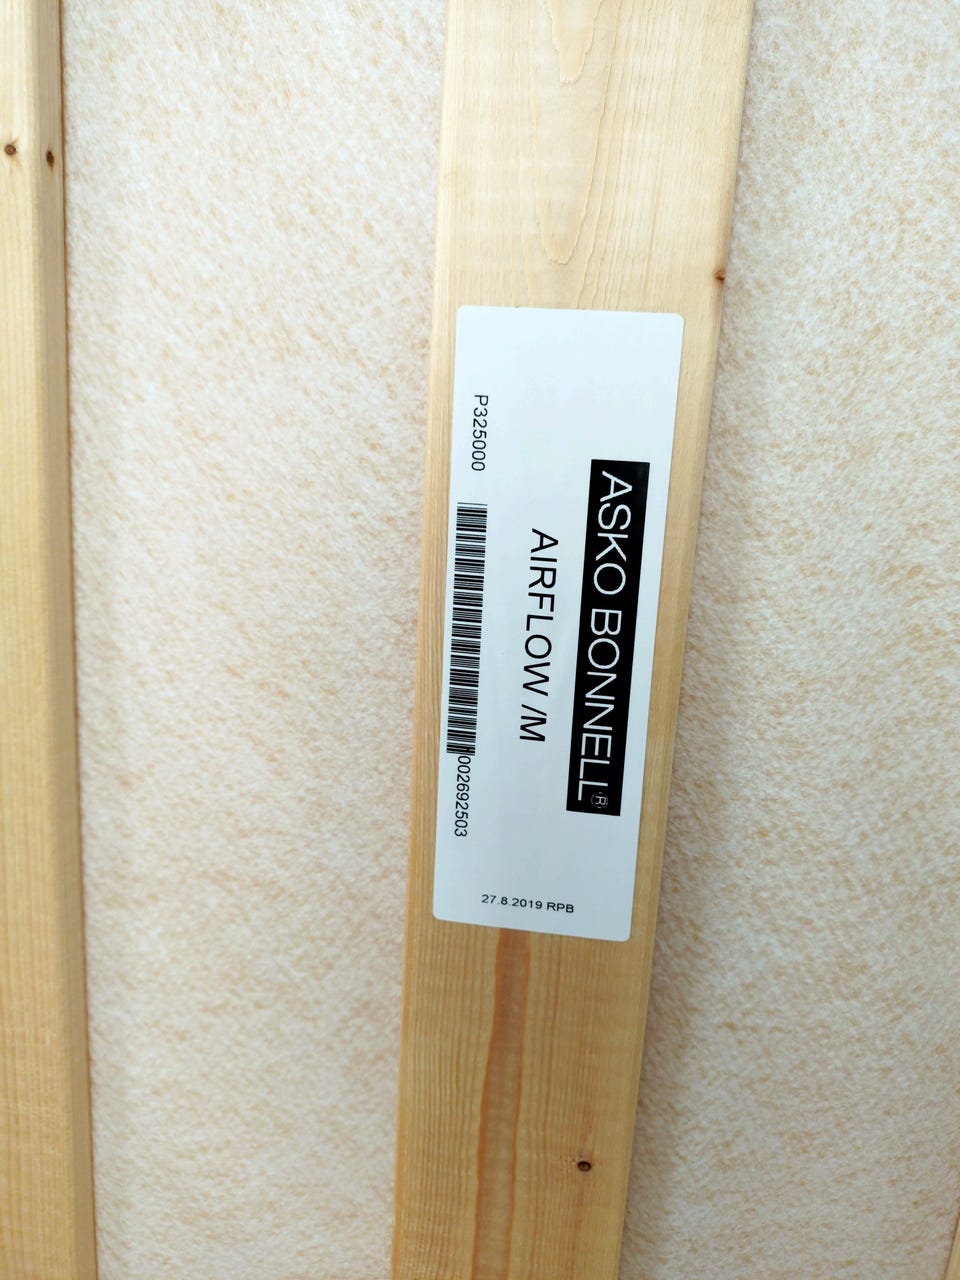 ASKO BONNELL®
AIRFLOW /M
P325000
002692503
27.8.2019 RPB